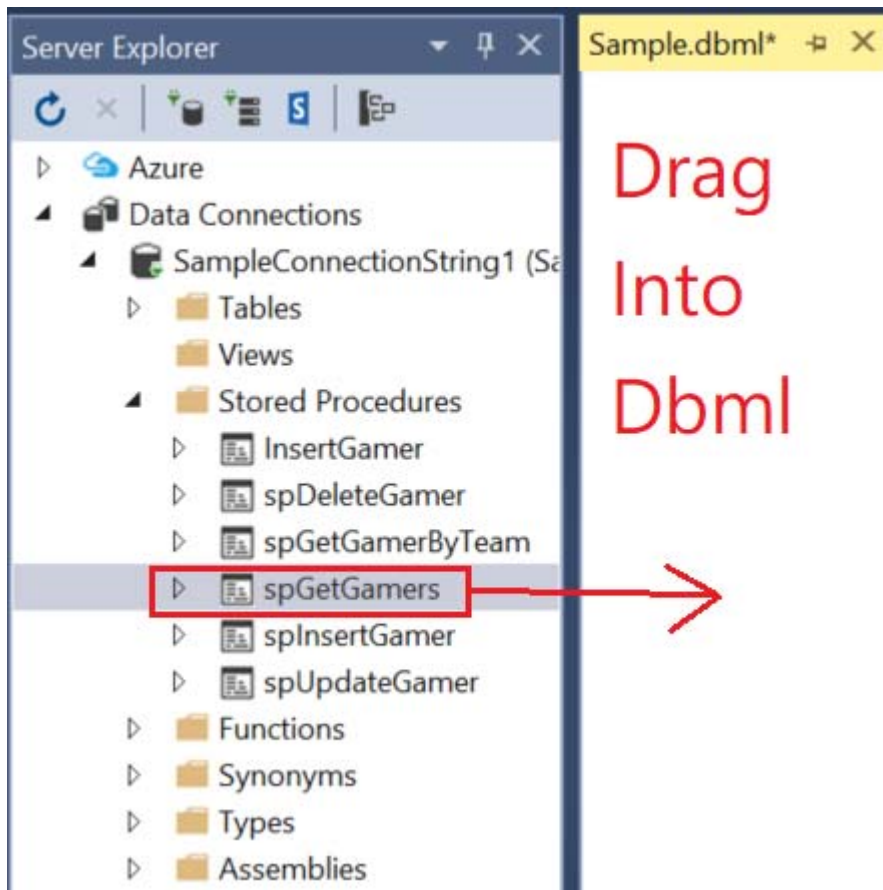 Server Explorer
Azure
Data Connections
SampleConnectionString1 (Sa
Tables
Views
Stored Procedures
InsertGamer
spDeleteGamer
spGetGamerByTeam
spGetGamers
spInsertGamer
spUpdateGamer
Functions
Synonyms
Types
Assemblies
Sample.dbml*
Drag
Into
Dbml